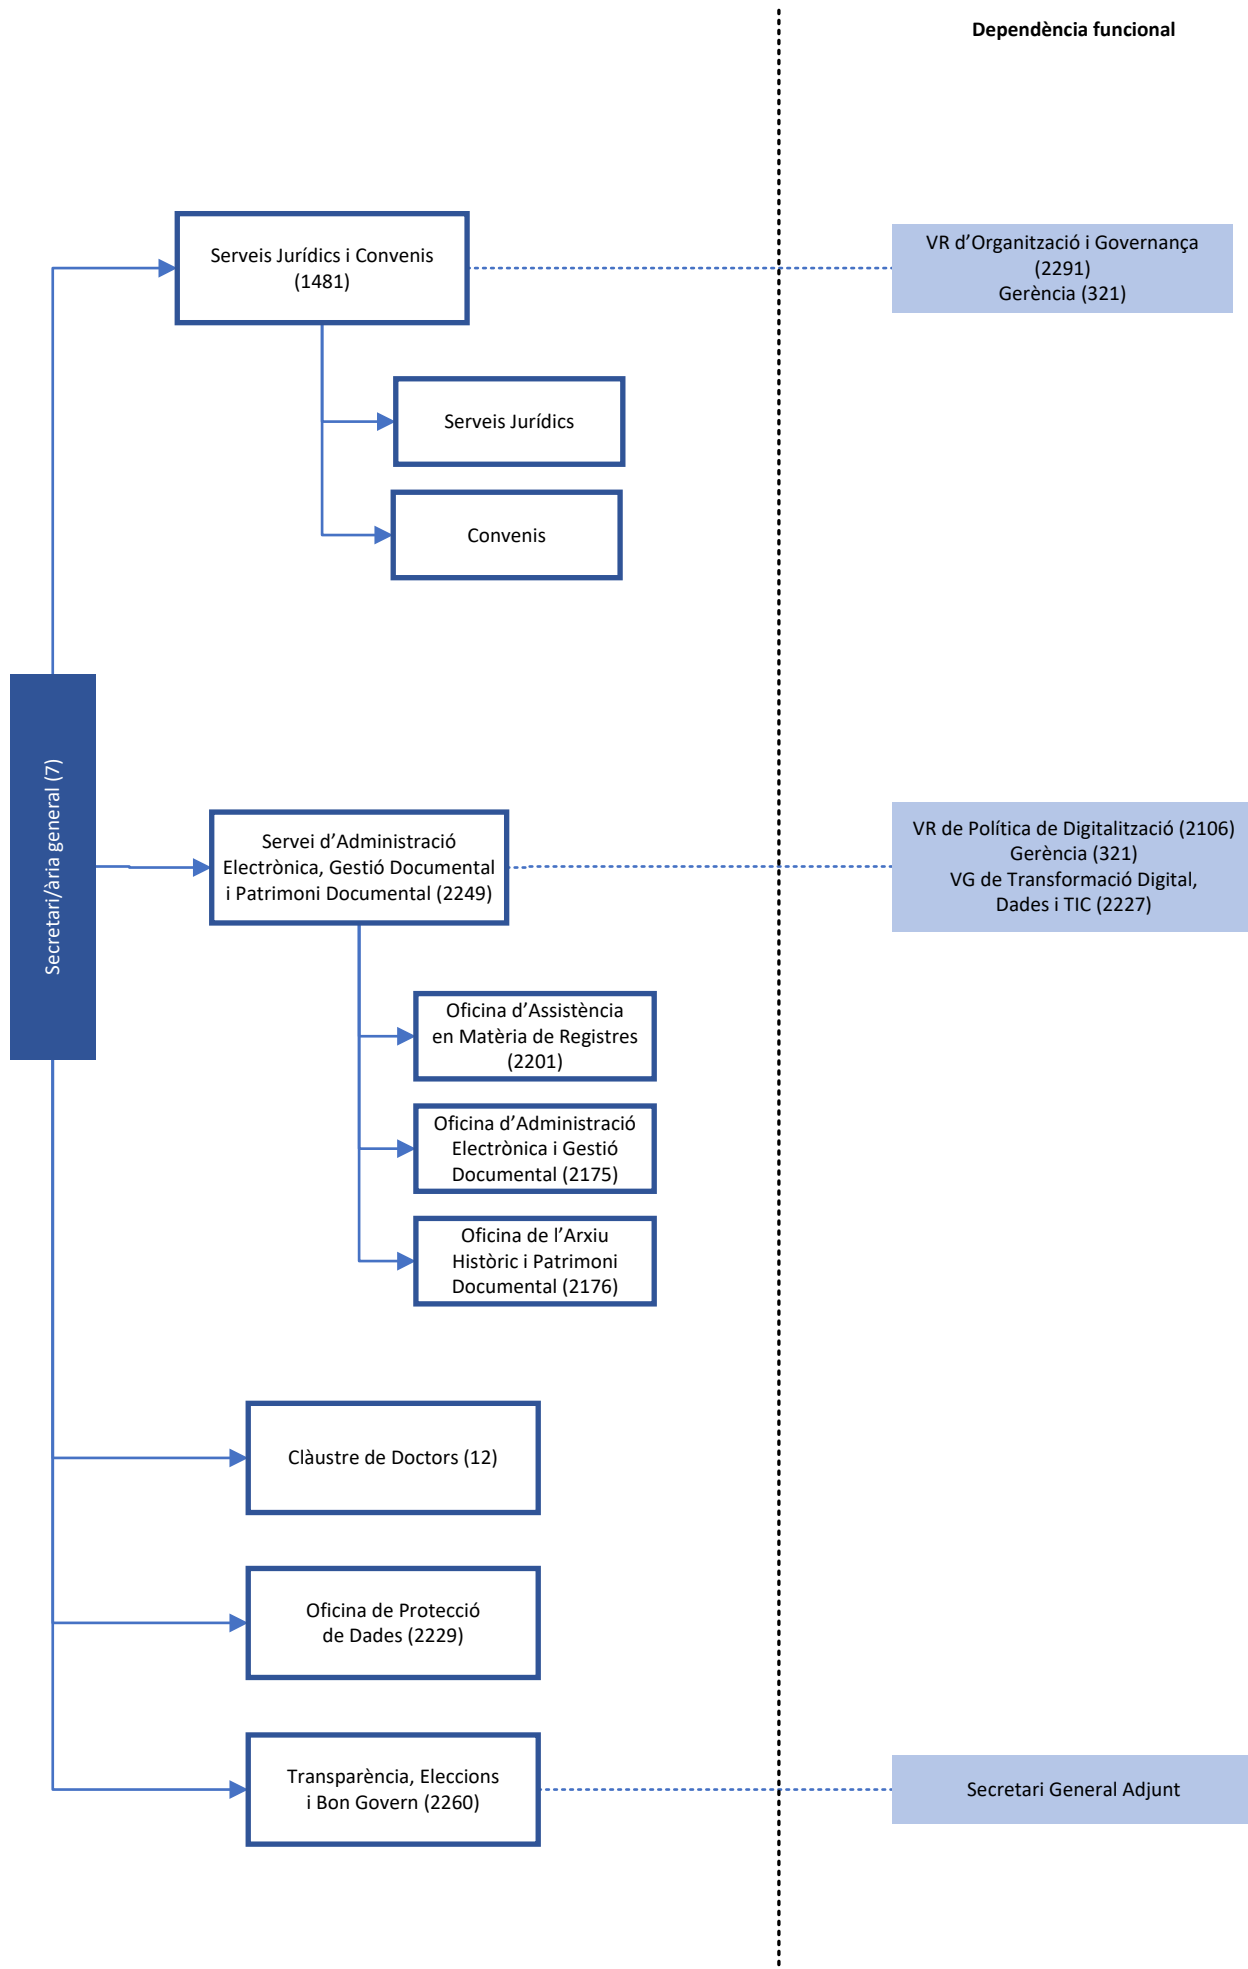 Dependència funcional
Serveis Jurídics i Convenis
(1481)
VR d’Organització i Governança
(2291)
Gerència (321)
Serveis Jurídics
Convenis
Secretari/ària general (7)
Servei d’Administració
Electrònica, Gestió Documental
i Patrimoni Documental (2249)
VR de Política de Digitalització (2106)
Gerència (321)
VG de Transformació Digital,
Dades i TIC (2227)
Oficina d’Assistència
en Matèria de Registres
(2201)
Oficina d’Administració
Electrònica i Gestió
Documental (2175)
Oficina de l’Arxiu
Històric i Patrimoni
Documental (2176)
Clàustre de Doctors (12)
Oficina de Protecció
de Dades (2229)
Transparència, Eleccions
i Bon Govern (2260)
Secretari General Adjunt